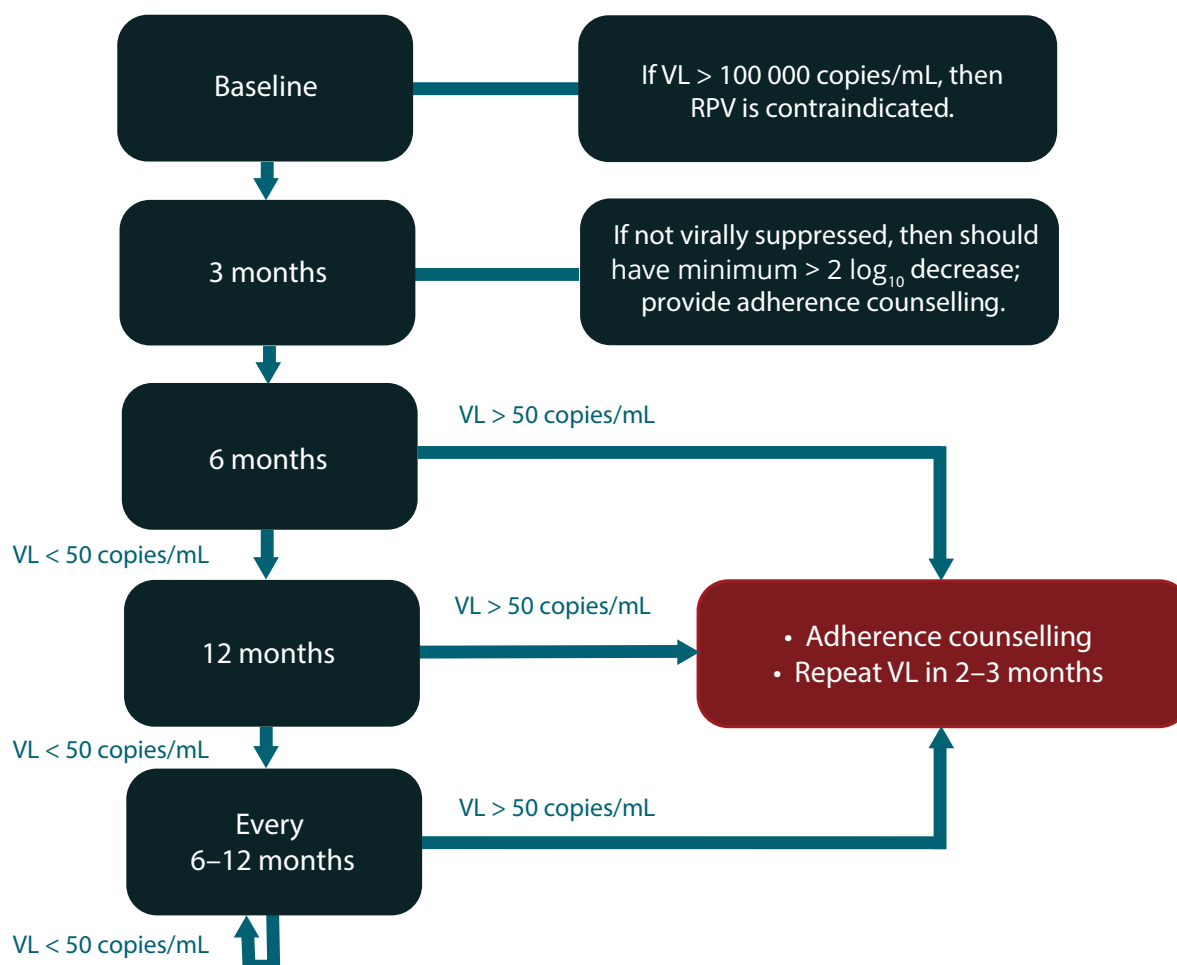 Baseline
If VL > 100 000 copies/mL, then
RPV is contraindicated.
3 months
If not virally suppressed, then should
have minimum > 2 log₁₀ decrease;
provide adherence counselling.
6 months
VL > 50 copies/mL
VL < 50 copies/mL
12 months
VL > 50 copies/mL
• Adherence counselling
• Repeat VL in 2–3 months
VL < 50 copies/mL
Every
6–12 months
VL > 50 copies/mL
VL < 50 copies/mL